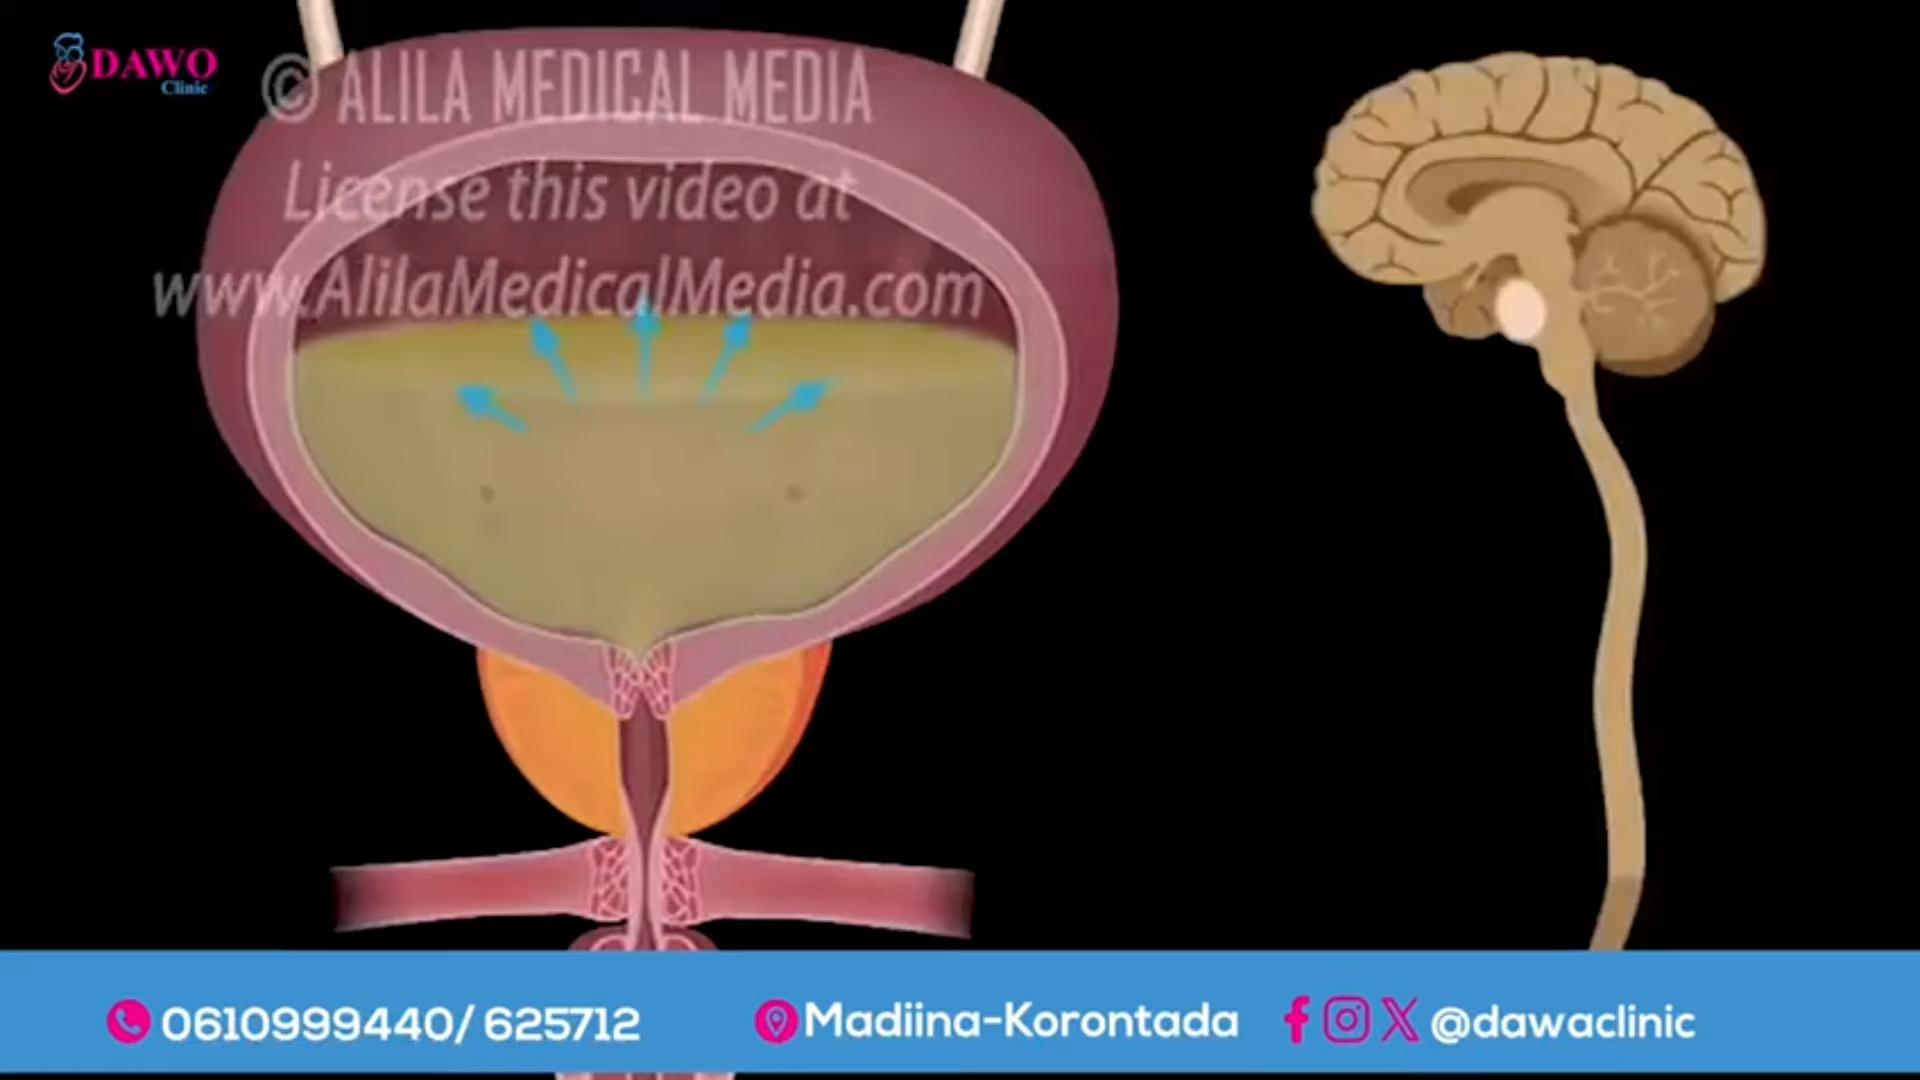 DAWO
Clinic
© ALILA MEDICAL MEDIA
License this video at
www.AlilaMedicalMedia.com
0610999440/ 625712
Madiina-Korontada
@dawaclinic